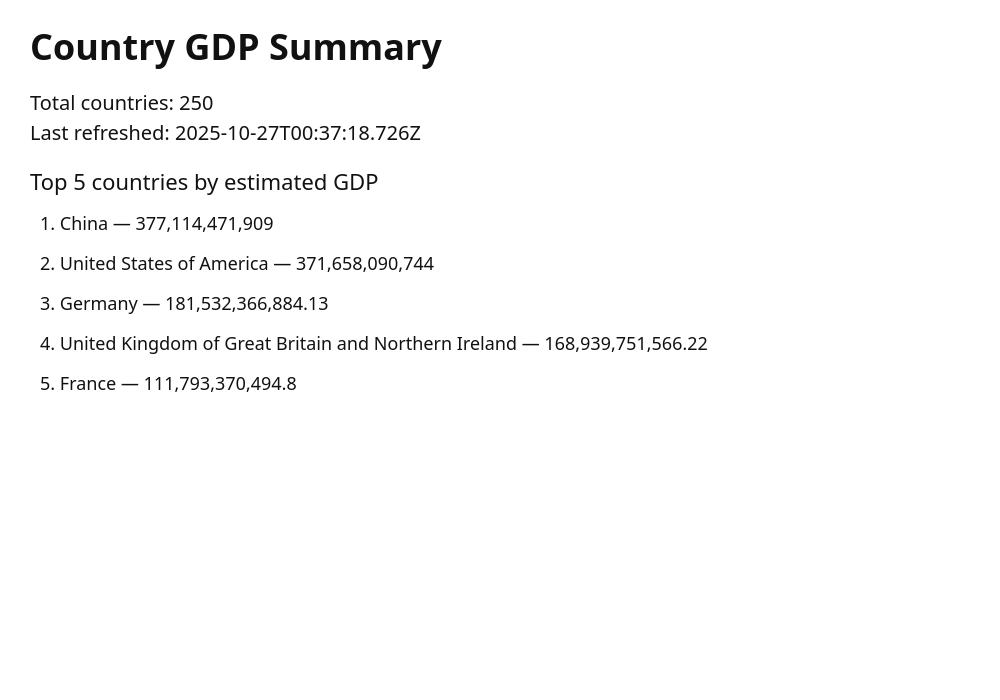 Country GDP Summary
Total countries: 250
Last refreshed: 2025-10-27T00:37:18.726Z
Top 5 countries by estimated GDP
1. China — 377,114,471,909
2. United States of America — 371,658,090,744
3. Germany — 181,532,366,884.13
4. United Kingdom of Great Britain and Northern Ireland — 168,939,751,566.22
5. France — 111,793,370,494.8